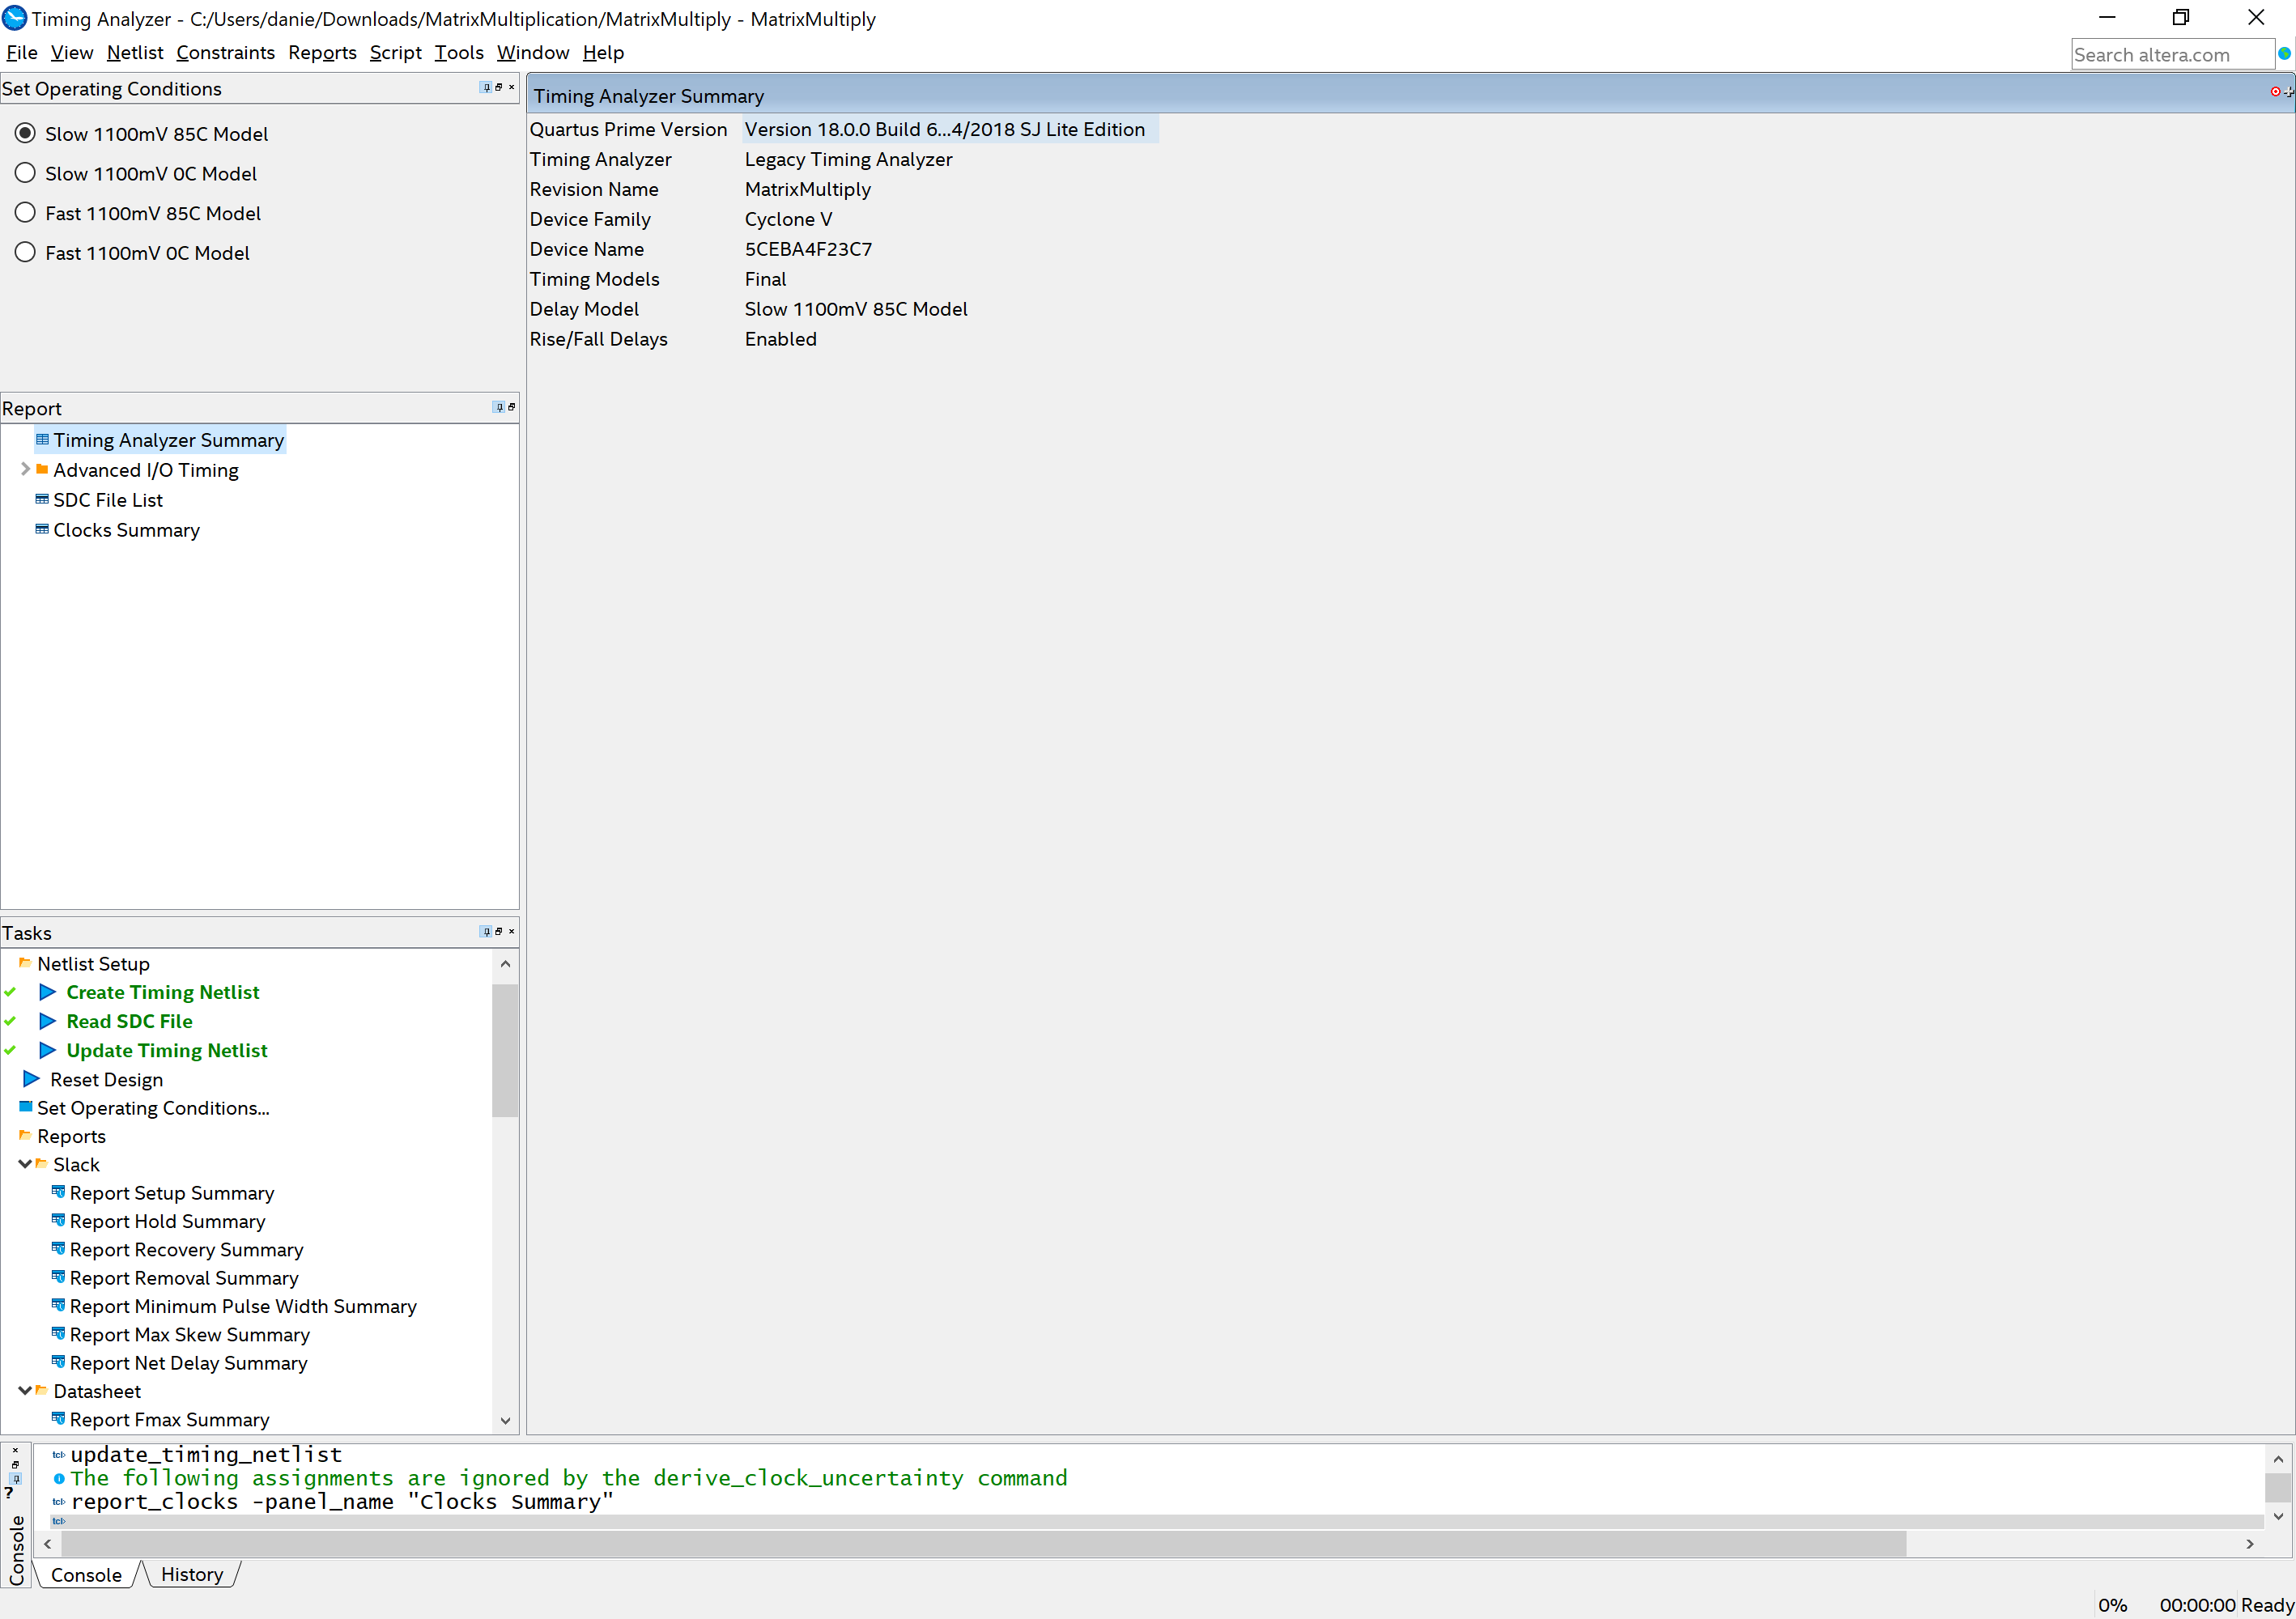 Timing Analyzer - C:/Users/danie/Downloads/MatrixMultiplication/MatrixMultiply - MatrixMultiply
File View Netlist Constraints Reports Script Tools Window Help
Search altera.com
Set Operating Conditions
Slow 1100mV 85C Model
Slow 1100mV 0C Model
Fast 1100mV 85C Model
Fast 1100mV 0C Model
Report
Timing Analyzer Summary
Advanced I/O Timing
SDC File List
Clocks Summary
Tasks
Netlist Setup
Create Timing Netlist
Read SDC File
Update Timing Netlist
Reset Design
Set Operating Conditions...
Reports
Slack
Report Setup Summary
Report Hold Summary
Report Recovery Summary
Report Removal Summary
Report Minimum Pulse Width Summary
Report Max Skew Summary
Report Net Delay Summary
Datasheet
Report Fmax Summary
Timing Analyzer Summary
Quartus Prime Version Version 18.0.0 Build 6...4/2018 SJ Lite Edition
Timing Analyzer Legacy Timing Analyzer
Revision Name MatrixMultiply
Device Family Cyclone V
Device Name 5CEBA4F23C7
Timing Models Final
Delay Model Slow 1100mV 85C Model
Rise/Fall Delays Enabled
Console
tcl> update_timing_netlist
The following assignments are ignored by the derive_clock_uncertainty command
tcl> report_clocks -panel_name "Clocks Summary"
tcl>
Console History
0% 00:00:00 Ready